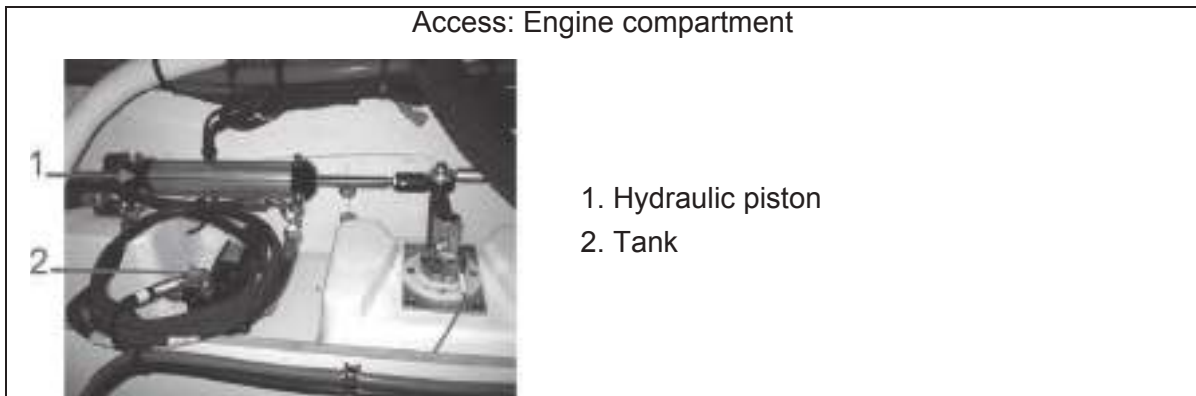 Access: Engine compartment
1
2
1. Hydraulic piston
2. Tank